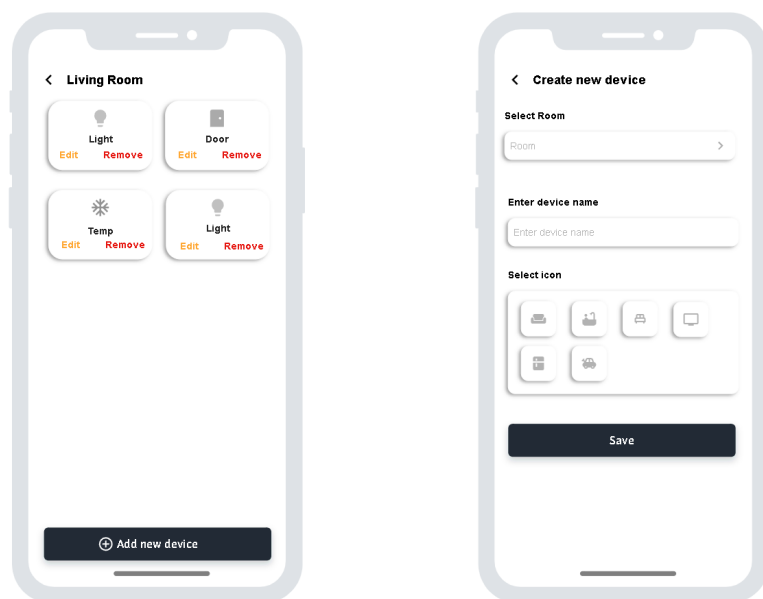 Living Room
Light
Door
Edit Remove
Edit Remove
Temp
Light
Edit Remove
Edit Remove
Add new device
Create new device
Select Room
Room
Enter device name
Enter device name
Select icon
Save